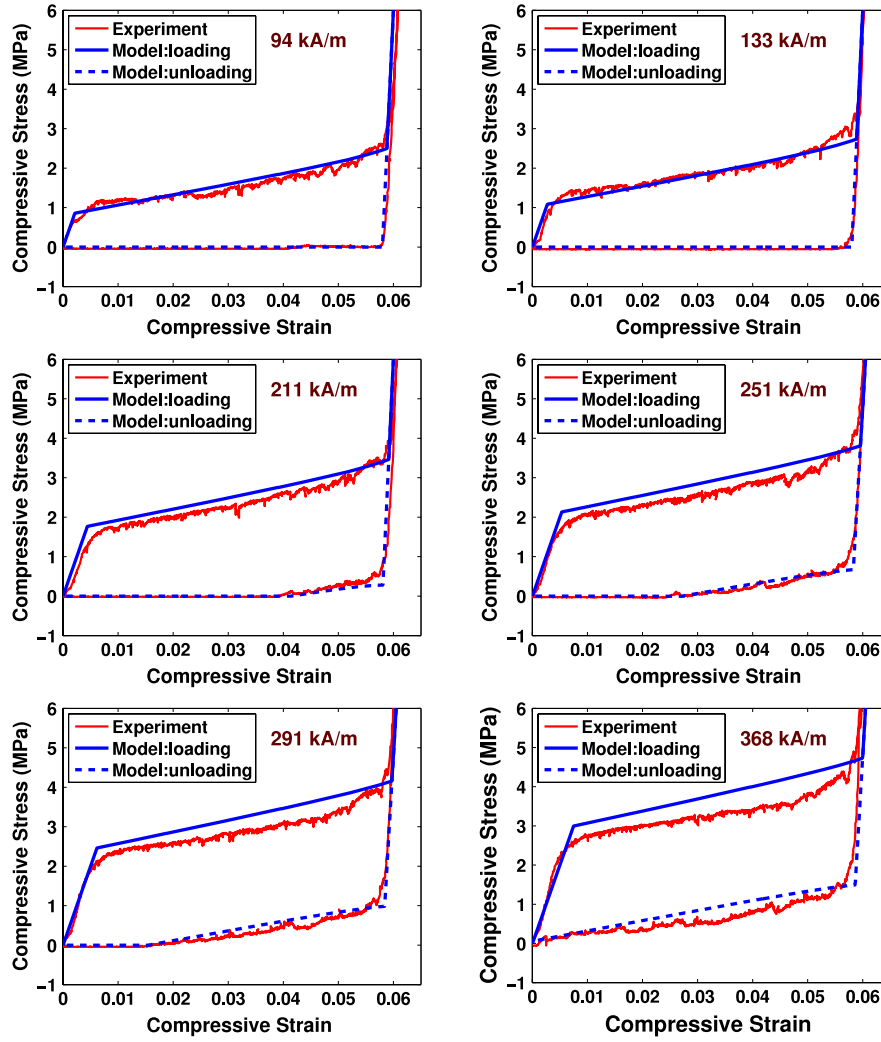 Compressive Stress (MPa)
6
5
4
3
2
1
0
−1
Experiment
Model:loading
Model:unloading
94 kA/m
0 0.01 0.02 0.03 0.04 0.05 0.06
Compressive Strain
Compressive Stress (MPa)
6
5
4
3
2
1
0
−1
Experiment
Model:loading
Model:unloading
133 kA/m
0 0.01 0.02 0.03 0.04 0.05 0.06
Compressive Strain
Compressive Stress (MPa)
6
5
4
3
2
1
0
−1
Experiment
Model:loading
Model:unloading
211 kA/m
0 0.01 0.02 0.03 0.04 0.05 0.06
Compressive Strain
Compressive Stress (MPa)
6
5
4
3
2
1
0
−1
Experiment
Model:loading
Model:unloading
251 kA/m
0 0.01 0.02 0.03 0.04 0.05 0.06
Compressive Strain
Compressive Stress (MPa)
6
5
4
3
2
1
0
−1
Experiment
Model:loading
Model:unloading
291 kA/m
0 0.01 0.02 0.03 0.04 0.05 0.06
Compressive Strain
Compressive Stress (MPa)
6
5
4
3
2
1
0
−1
Experiment
Model:loading
Model:unloading
368 kA/m
0 0.01 0.02 0.03 0.04 0.05 0.06
Compressive Strain